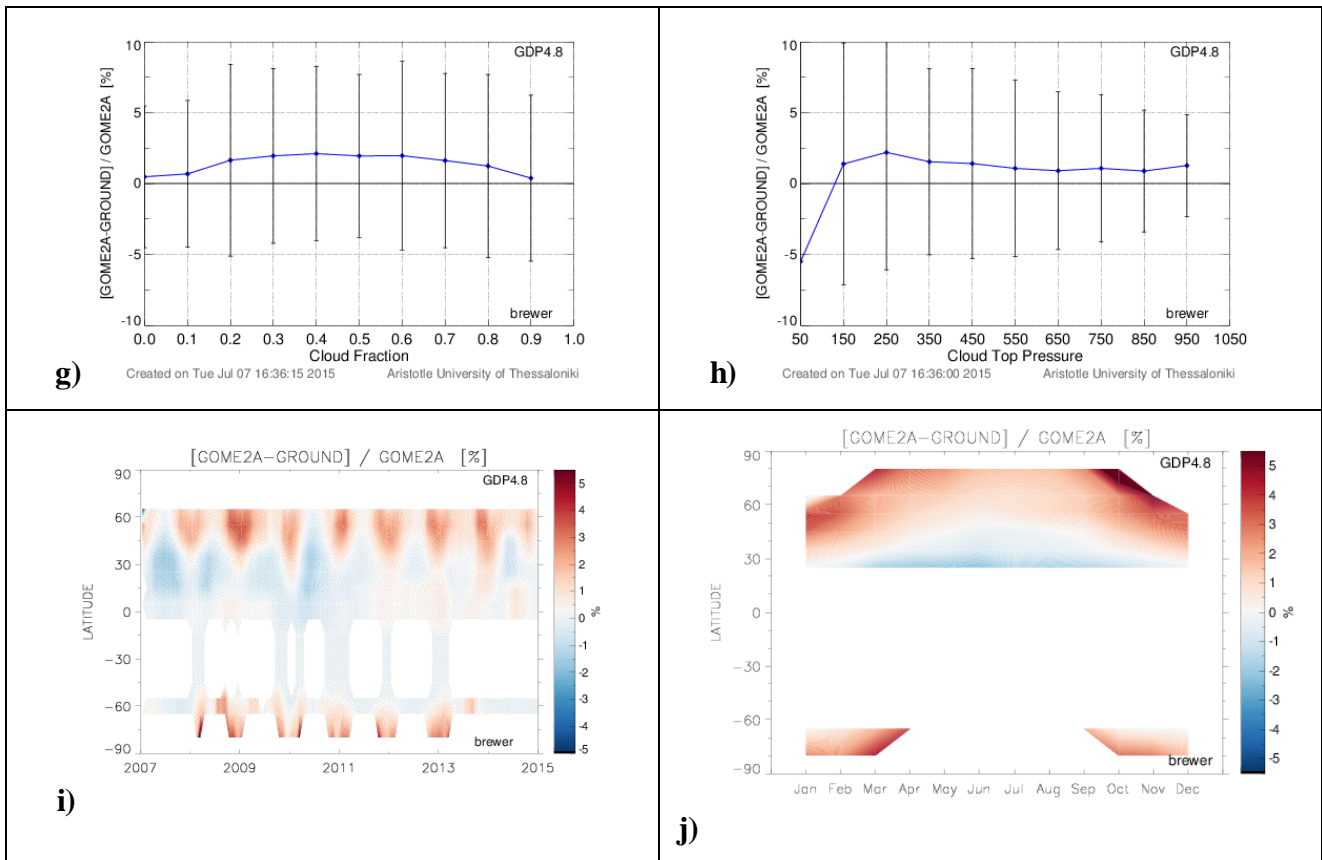 10
GDP4.8
5
0
-5
-10
[GOME2A-GROUND] / GOME2A [%]
brewer
0.0 0.1 0.2 0.3 0.4 0.5 0.6 0.7 0.8 0.9 1.0
Cloud Fraction
g)
Created on Tue Jul 07 16:36:15 2015 Aristotle University of Thessaloniki
10
GDP4.8
5
0
-5
-10
[GOME2A-GROUND] / GOME2A [%]
brewer
50 150 250 350 450 550 650 750 850 950 1050
Cloud Top Pressure
h)
Created on Tue Jul 07 16:36:00 2015 Aristotle University of Thessaloniki
[GOME2A-GROUND] / GOME2A [%]
GDP4.8
90
60
30
0
-30
-60
-90
LATITUDE
brewer
2007 2009 2011 2013 2015
5
4
3
2
1
0
-1
-2
-3
-4
-5
%
i)
[GOME2A-GROUND] / GOME2A [%]
GDP4.8
90
60
30
0
-30
-60
-90
LATITUDE
brewer
Jan Feb Mar Apr May Jun Jul Aug Sep Oct Nov Dec
5
4
3
2
1
0
-1
-2
-3
-4
-5
%
j)